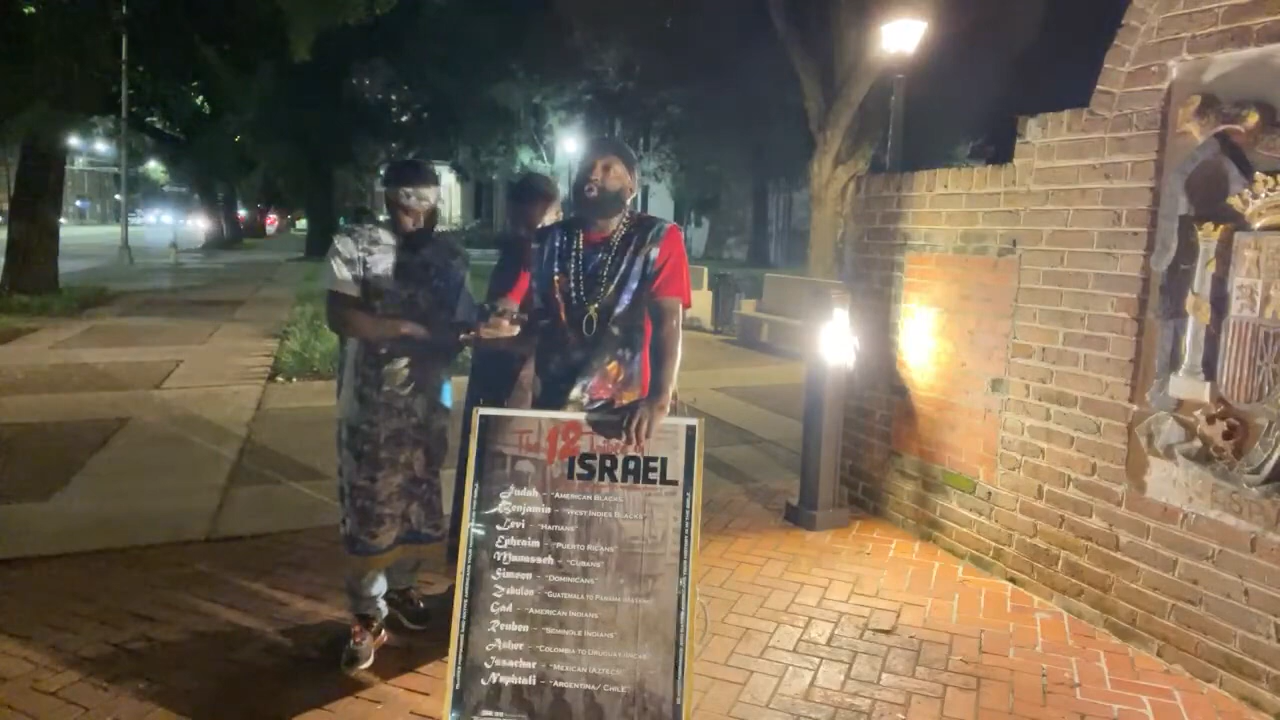 The 12 Tribes of
ISRAEL
Judah - "AMERICAN BLACKS"
Benjamin - "WEST INDIES BLACKS"
Levi - "HAITIANS"
Ephraim - "PUERTO RICANS"
Manasseh - "CUBANS"
Simeon - "DOMINICANS"
Zebulon - "GUATEMALA TO PANAMA
Gad - "AMERICAN INDIANS"
Reuben - "SEMINOLE INDIANS"
Asher - "COLOMBIA TO URUGUAY
Issachar - "MEXICAN (AZTECS)
Naphtali - "ARGENTINA/ CHILE"